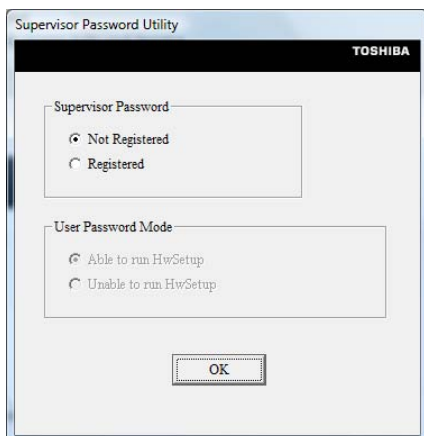 Supervisor Password Utility
TOSHIBA
Supervisor Password
Not Registered
Registered
User Password Mode
Able to run HwSetup
Unable to run HwSetup
OK